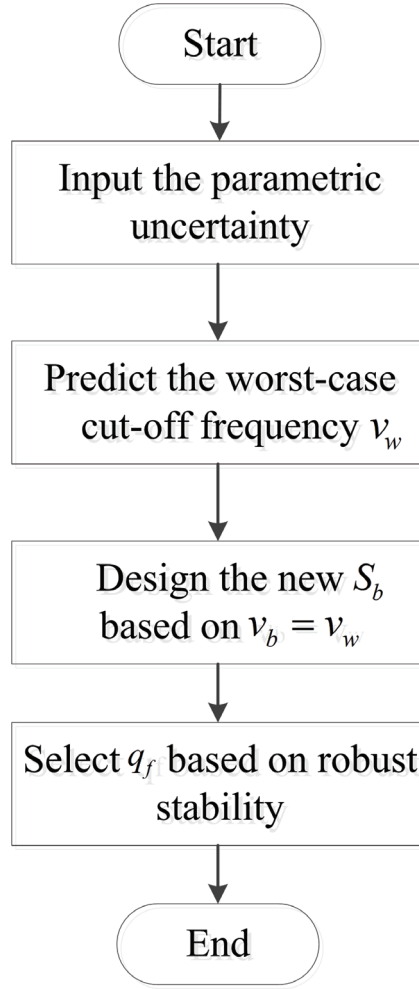 Start
Input the parametric
uncertainty
Predict the worst-case
cut-off frequency v_w
Design the new S_b
based on v_b = v_w
Select q_f based on robust
stability
End